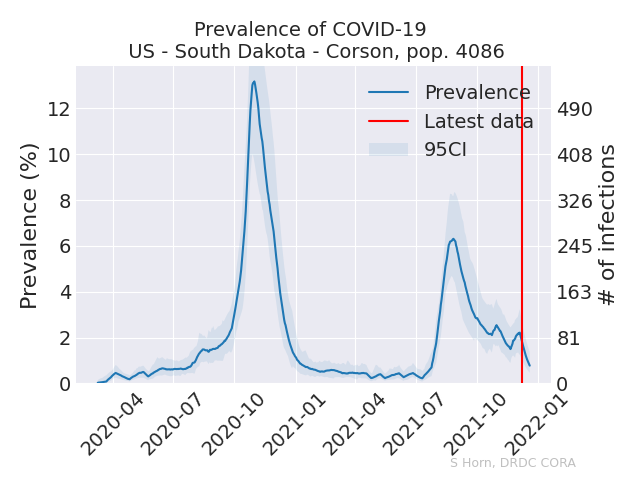 Prevalence of COVID-19
US - South Dakota - Corson, pop. 4086
Prevalence
Latest data
95CI
Prevalence (%)
12
10
8
6
4
2
0
490
408
326
245
163
81
0
# of infections
2020-04
2020-07
2020-10
2021-01
2021-04
2021-07
2021-10
2022-01
S Horn, DRDC CORA